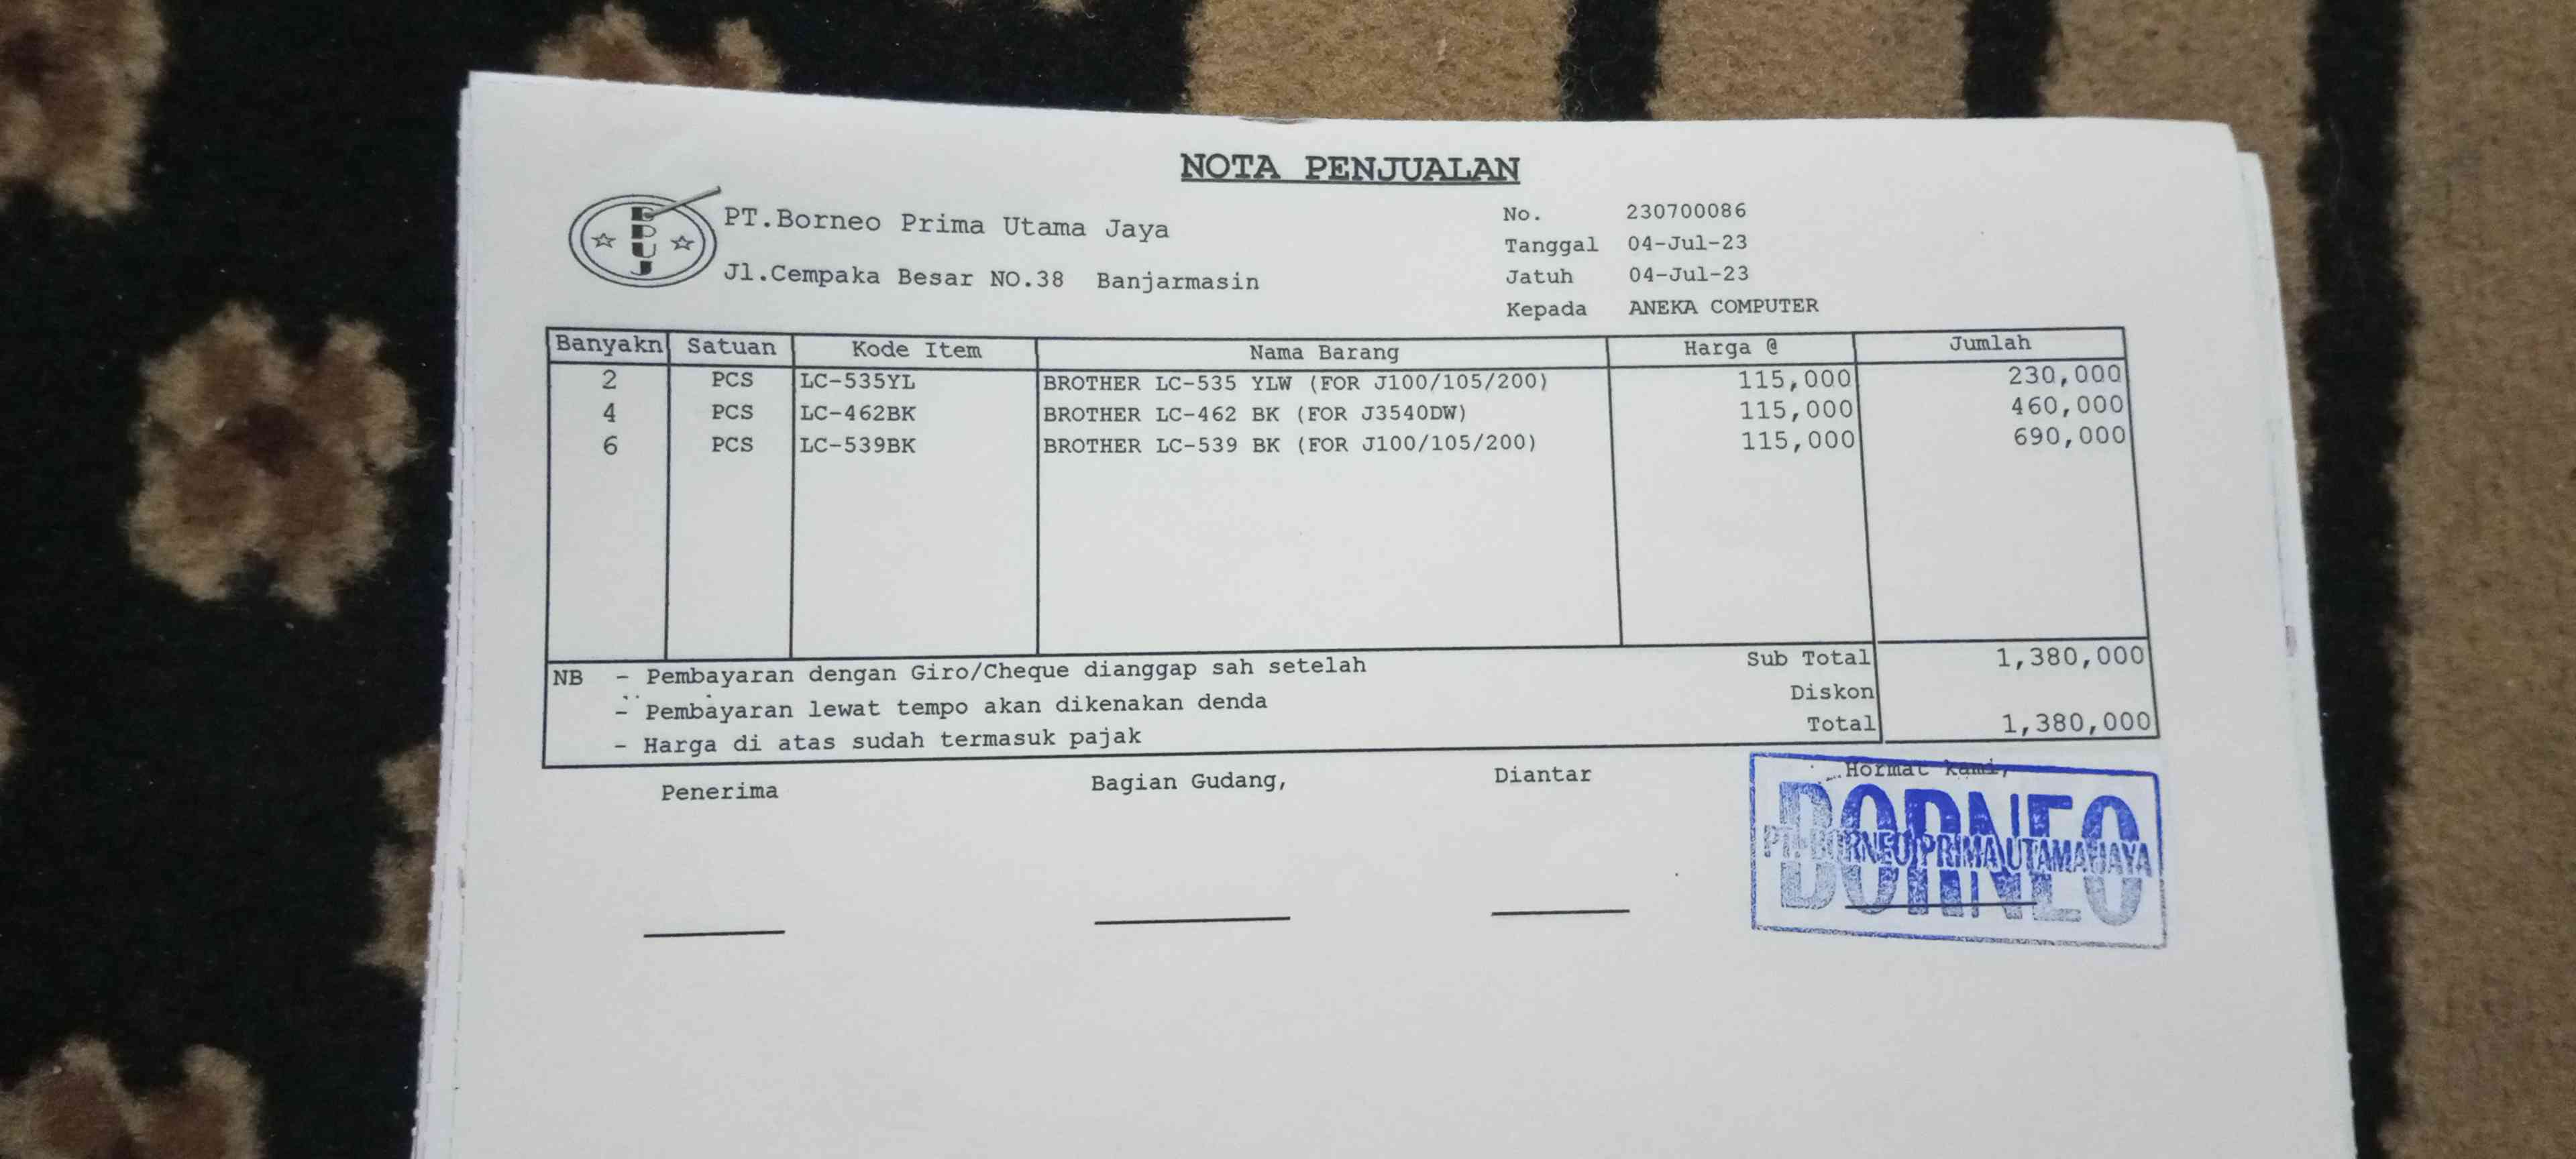 NOTA PENJUALAN
BPUJ
PT.Borneo Prima Utama Jaya
Jl.Cempaka Besar NO.38 Banjarmasin
No. 230700086
Tanggal 04-Jul-23
Jatuh 04-Jul-23
Kepada ANEKA COMPUTER
Banyakn Satuan Kode Item Nama Barang Harga @ Jumlah
2 PCS LC-535YL BROTHER LC-535 YLW (FOR J100/105/200) 115,000 230,000
4 PCS LC-462BK BROTHER LC-462 BK (FOR J3540DW) 115,000 460,000
6 PCS LC-539BK BROTHER LC-539 BK (FOR J100/105/200) 115,000 690,000
NB - Pembayaran dengan Giro/Cheque dianggap sah setelah
- Pembayaran lewat tempo akan dikenakan denda
- Harga di atas sudah termasuk pajak
Sub Total 1,380,000
Diskon
Total 1,380,000
Penerima Bagian Gudang, Diantar Hormat kami,
BORNEO
PT. BORNEO PRIMA UTAMA JAYA